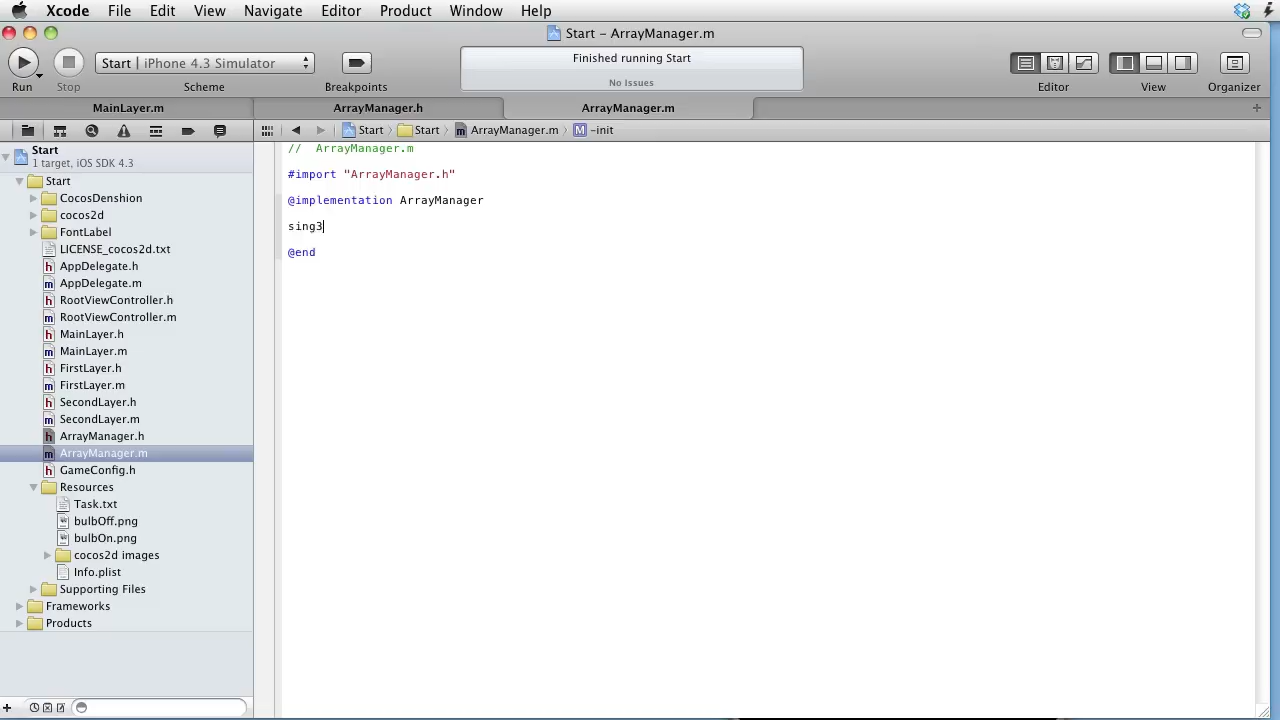 Xcode File Edit View Navigate Editor Product Window Help
Start - ArrayManager.m
Start | iPhone 4.3 Simulator
Finished running Start
No Issues
Run Stop Scheme Breakpoints Editor View Organizer
MainLayer.m ArrayManager.h ArrayManager.m
Start Start ArrayManager.m M -init
Start
1 target, iOS SDK 4.3
Start
CocosDenshion
cocos2d
FontLabel
LICENSE_cocos2d.txt
h AppDelegate.h
m AppDelegate.m
h RootViewController.h
m RootViewController.m
h MainLayer.h
m MainLayer.m
h FirstLayer.h
m FirstLayer.m
h SecondLayer.h
m SecondLayer.m
h ArrayManager.h
m ArrayManager.m
h GameConfig.h
Resources
Task.txt
bulbOff.png
bulbOn.png
cocos2d images
Info.plist
Supporting Files
Frameworks
Products
// ArrayManager.m
#import "ArrayManager.h"
@implementation ArrayManager
sing3
@end